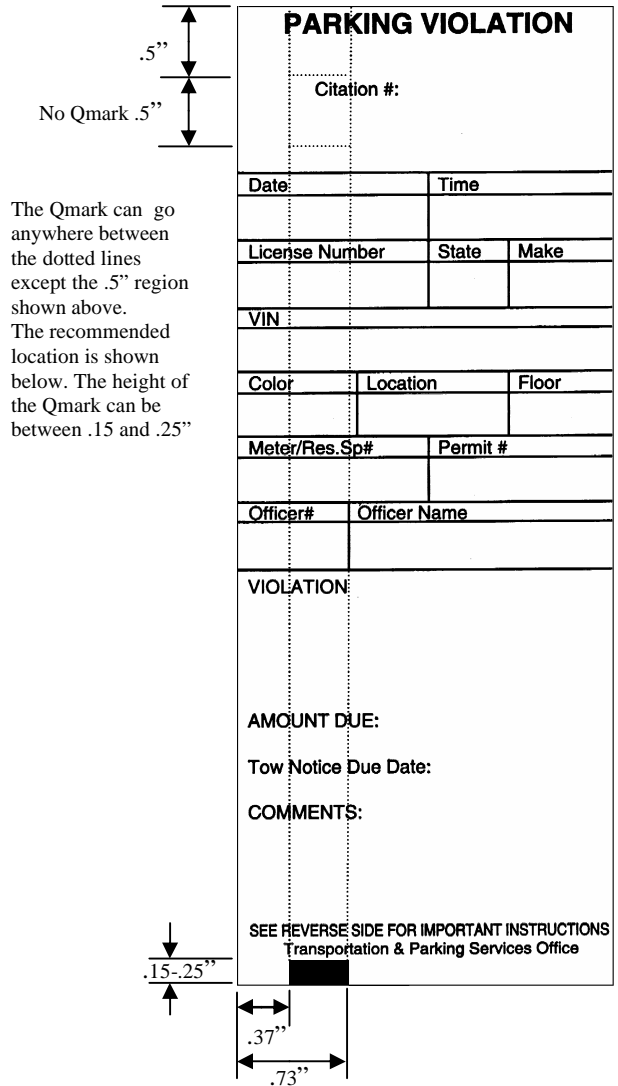 PARKING VIOLATION
.5”
Citation #:
No Qmark .5”
Date Time
The Qmark can go
anywhere between
the dotted lines
except the .5” region
shown above.
The recommended
location is shown
below. The height of
the Qmark can be
between .15 and .25”
License Number State Make
VIN
Color Location Floor
Meter/Res.Sp# Permit #
Officer# Officer Name
VIOLATION
AMOUNT DUE:
Tow Notice Due Date:
COMMENTS:
SEE REVERSE SIDE FOR IMPORTANT INSTRUCTIONS
Transportation & Parking Services Office
.15-.25”
.37”
.73”